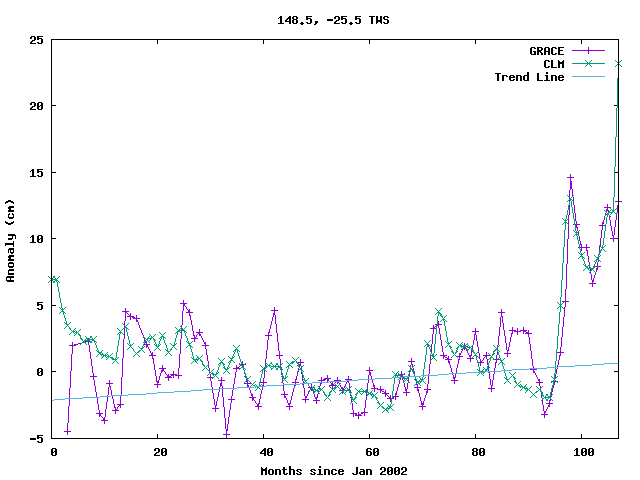 148.5, -25.5 TWS
25
20
15
10
5
0
-5
Anomaly (cm)
GRACE
CLM
Trend Line
0 20 40 60 80 100
Months since Jan 2002